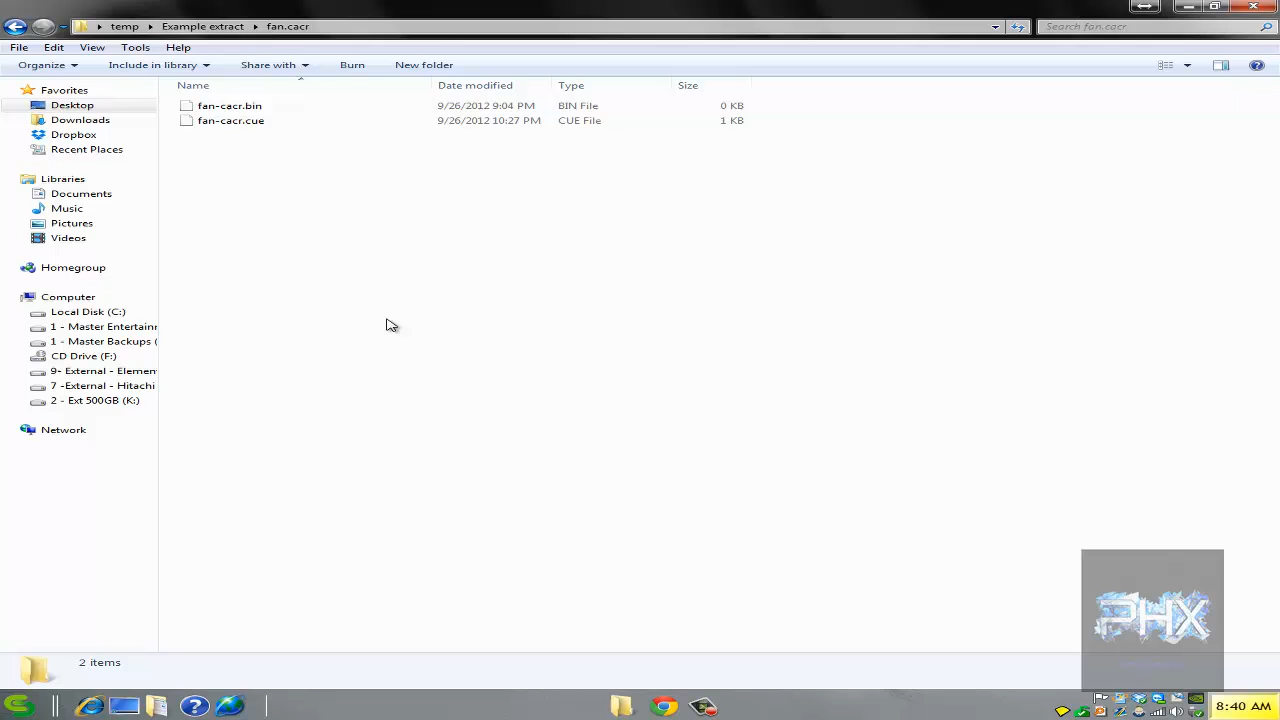 temp Example extract fan.cacr Search fan.cacr
File Edit View Tools Help
Organize Include in library Share with Burn New folder
Favorites
Desktop
Downloads
Dropbox
Recent Places
Libraries
Documents
Music
Pictures
Videos
Homegroup
Computer
Local Disk (C:)
1 - Master Entertainn
1 - Master Backups (
CD Drive (F:)
9- External - Elemen
7 -External - Hitachi
2 - Ext 500GB (K:)
Network
Name Date modified Type Size
fan-cacr.bin 9/26/2012 9:04 PM BIN File 0 KB
fan-cacr.cue 9/26/2012 10:27 PM CUE File 1 KB
2 items
PHX
8:40 AM